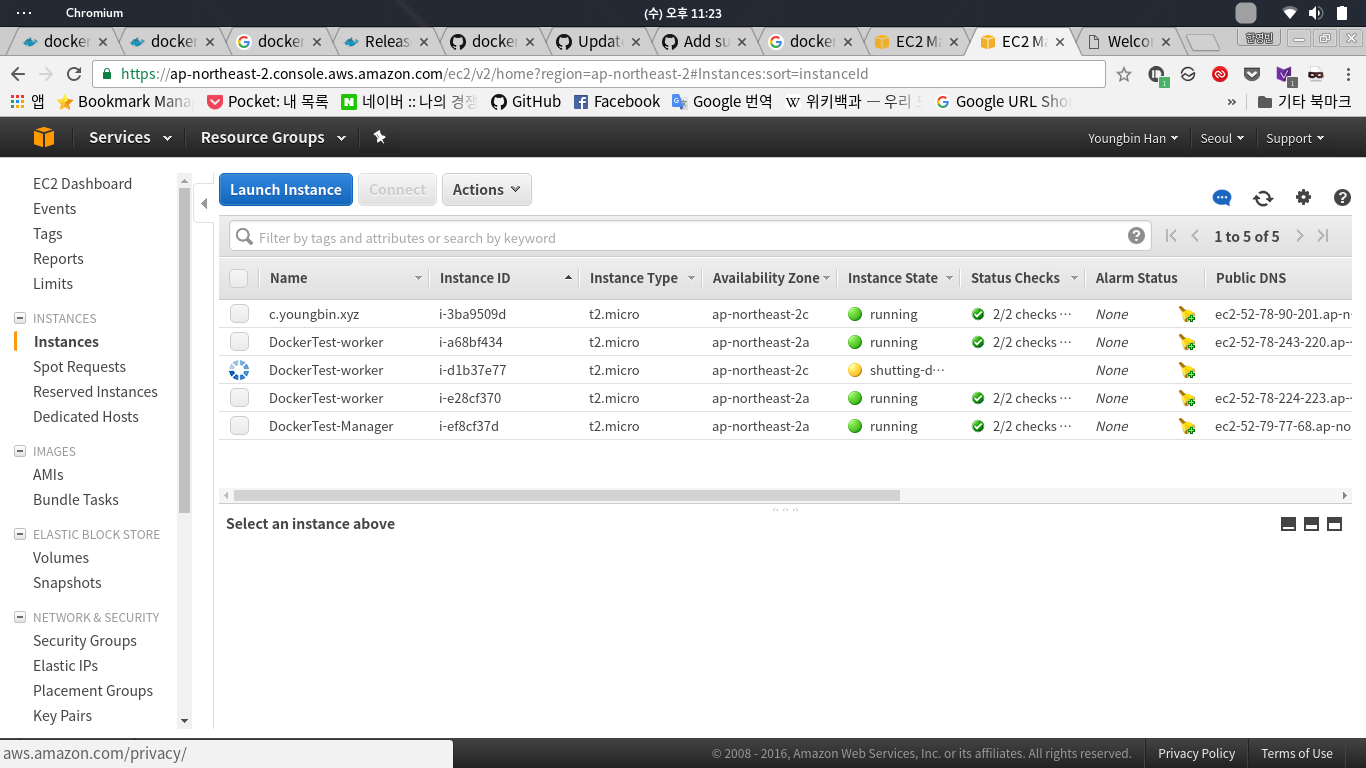 Chromium (수) 오후 11:23
docker docker docker Releas docker Updat Add su docker EC2 Ma EC2 Ma Welco 한영빈
https://ap-northeast-2.console.aws.amazon.com/ec2/v2/home?region=ap-northeast-2#Instances:sort=instanceId 1 1
앱 Bookmark Mana Pocket: 내 목록 네이버 :: 나의 경쟁 GitHub Facebook Google 번역 위키백과 — 우리 Google URL Shor » 기타 북마크
Services Resource Groups Youngbin Han Seoul Support
EC2 Dashboard
Events
Tags
Reports
Limits
INSTANCES
Instances
Spot Requests
Reserved Instances
Dedicated Hosts
IMAGES
AMIs
Bundle Tasks
ELASTIC BLOCK STORE
Volumes
Snapshots
NETWORK & SECURITY
Security Groups
Elastic IPs
Placement Groups
Key Pairs
Launch Instance Connect Actions
Filter by tags and attributes or search by keyword 1 to 5 of 5
Name Instance ID Instance Type Availability Zone Instance State Status Checks Alarm Status Public DNS
c.youngbin.xyz i-3ba9509d t2.micro ap-northeast-2c running 2/2 checks … None ec2-52-78-90-201.ap-n
DockerTest-worker i-a68bf434 t2.micro ap-northeast-2a running 2/2 checks … None ec2-52-78-243-220.ap-
DockerTest-worker i-d1b37e77 t2.micro ap-northeast-2c shutting-d… None
DockerTest-worker i-e28cf370 t2.micro ap-northeast-2a running 2/2 checks … None ec2-52-78-224-223.ap-
DockerTest-Manager i-ef8cf37d t2.micro ap-northeast-2a running 2/2 checks … None ec2-52-79-77-68.ap-no
Select an instance above
aws.amazon.com/privacy/ © 2008 - 2016, Amazon Web Services, Inc. or its affiliates. All rights reserved. Privacy Policy Terms of Use